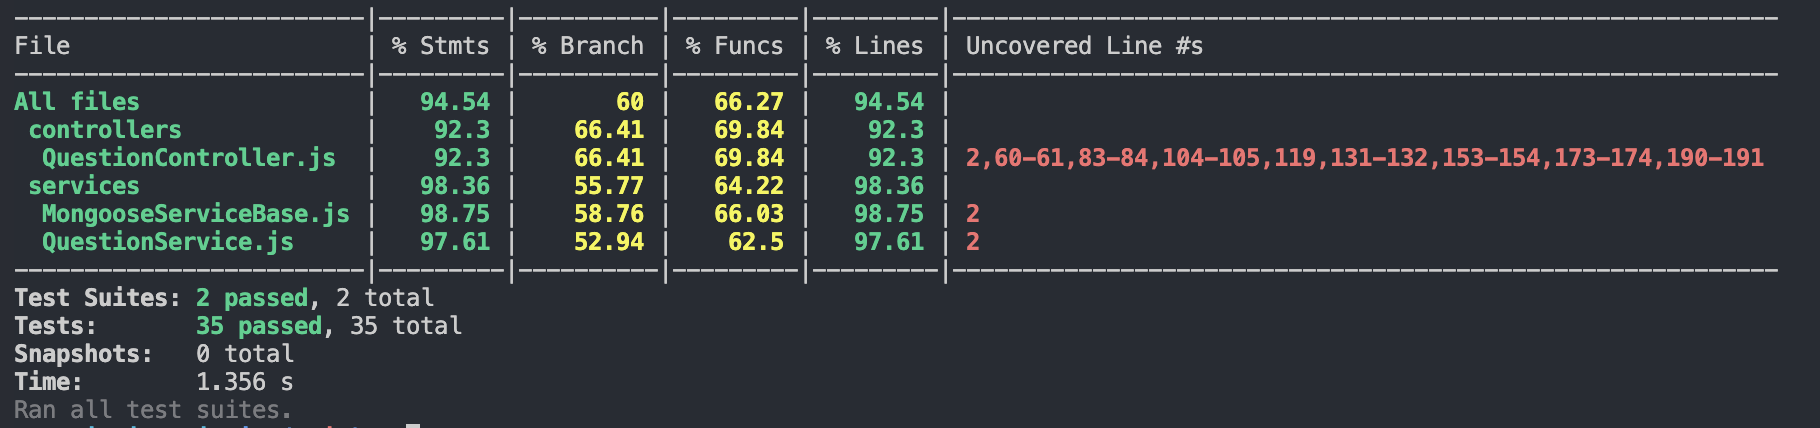 File | % Stmts | % Branch | % Funcs | % Lines | Uncovered Line #s
All files | 94.54 | 60 | 66.27 | 94.54 |
controllers | 92.3 | 66.41 | 69.84 | 92.3 |
QuestionController.js | 92.3 | 66.41 | 69.84 | 92.3 | 2,60-61,83-84,104-105,119,131-132,153-154,173-174,190-191
services | 98.36 | 55.77 | 64.22 | 98.36 |
MongooseServiceBase.js | 98.75 | 58.76 | 66.03 | 98.75 | 2
QuestionService.js | 97.61 | 52.94 | 62.5 | 97.61 | 2
Test Suites: 2 passed, 2 total
Tests: 35 passed, 35 total
Snapshots: 0 total
Time: 1.356 s
Ran all test suites.